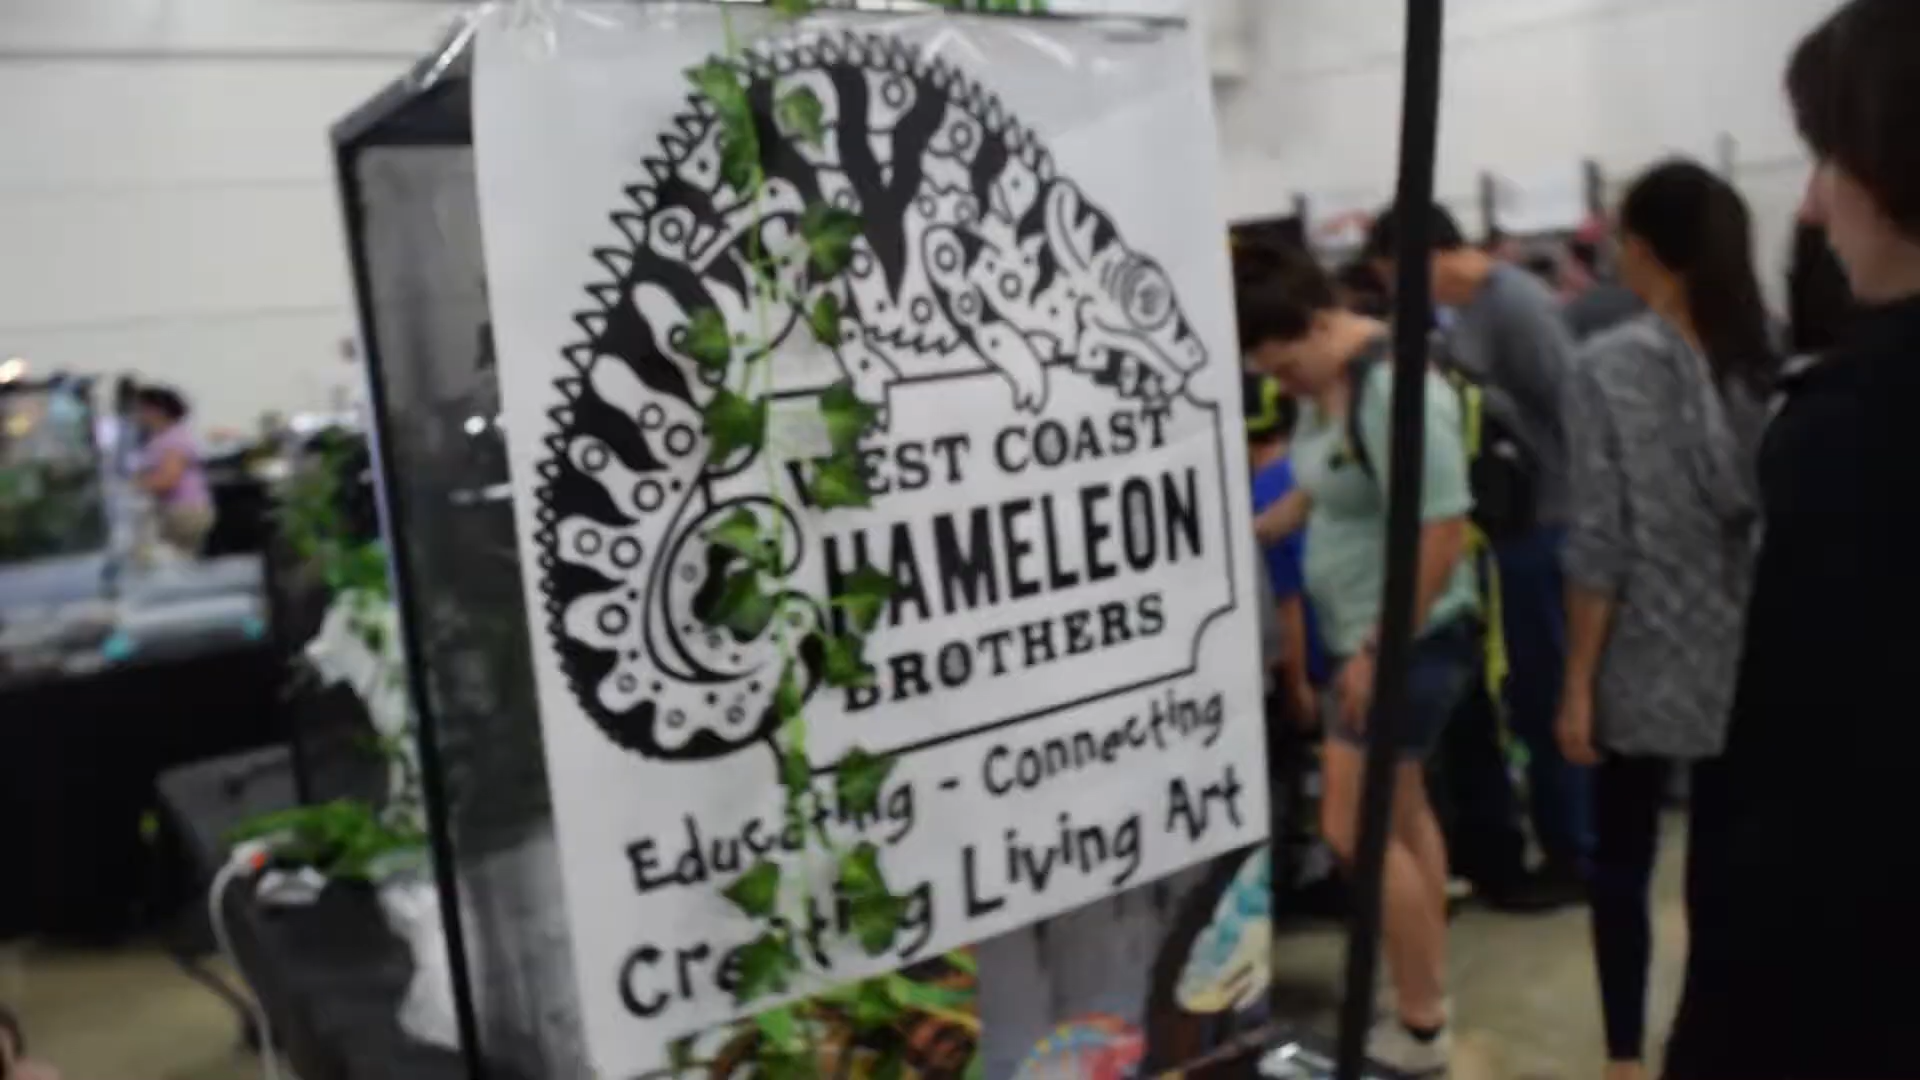 WEST COAST
CHAMELEON
BROTHERS
Educating - Connecting
Creating Living Art